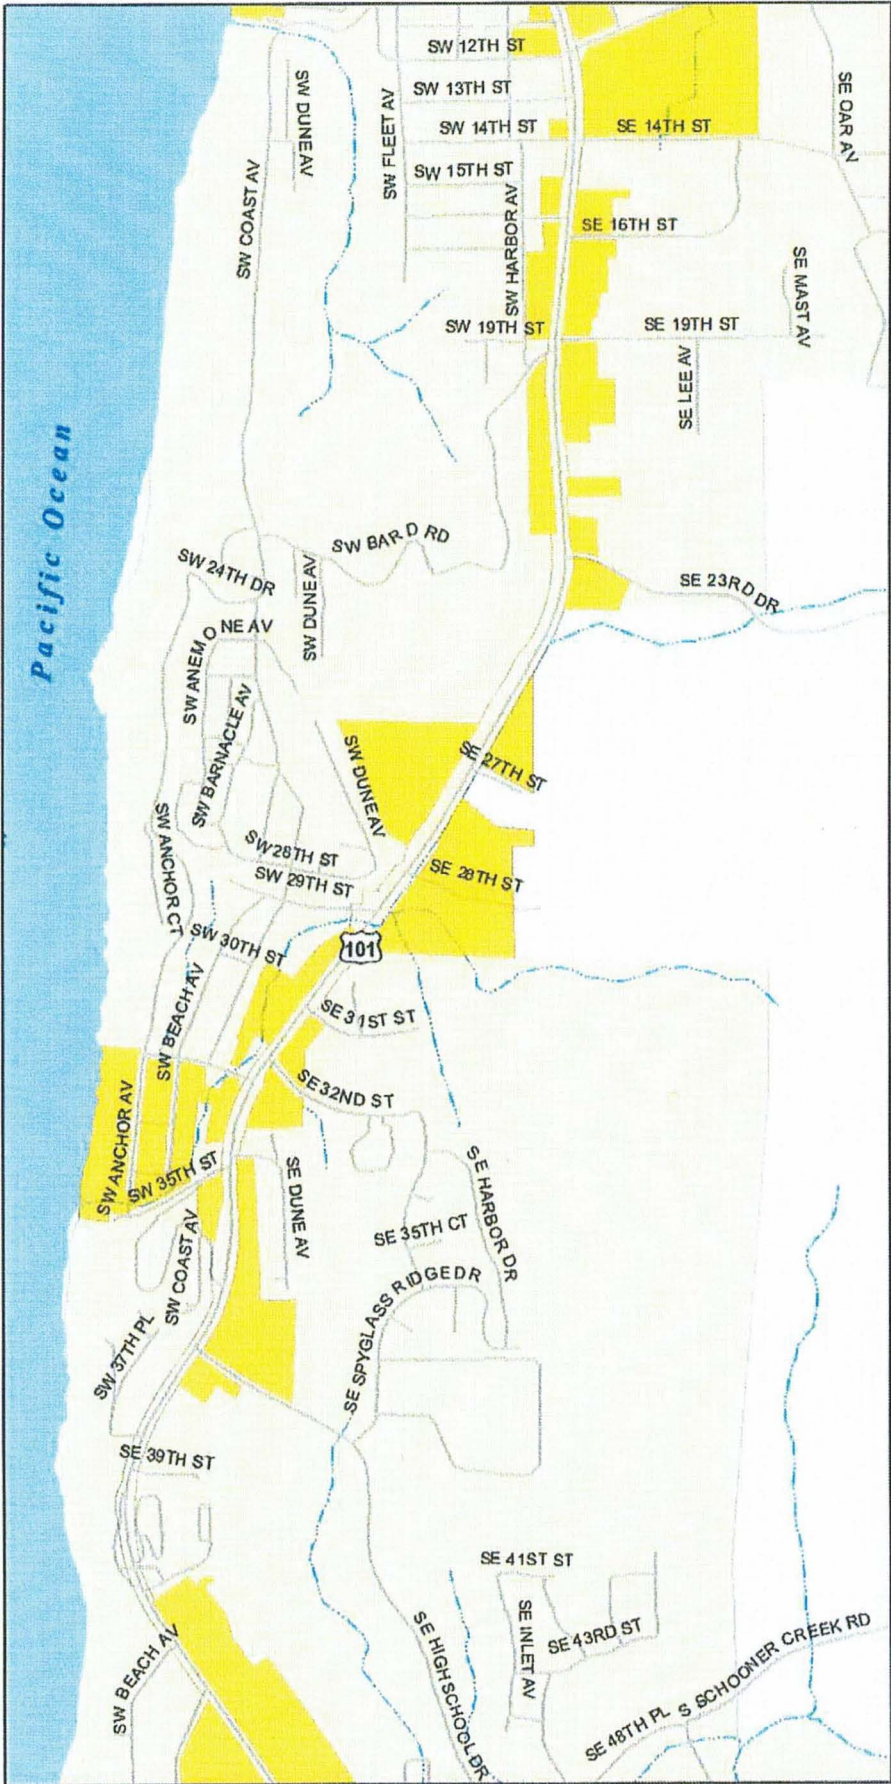 SW 12TH ST
SW 13TH ST
SW 14TH ST
SE 14TH ST
SE OAR AV
SW DUNE AV
SW FLEET AV
SW 15TH ST
SW COAST AV
SW HARBOR AV
SE 16TH ST
SE MAST AV
SW 19TH ST
SE 19TH ST
SE LEE AV
Pacific Ocean
SW BARD RD
SW 24TH DR
SW DUNE AV
SE 23RD DR
SW ANEMONE AV
SW BARNACLE AV
SW DUNE AV
SE 27TH ST
SW ANCHOR CT
SW 28TH ST
SW 29TH ST
SE 28TH ST
SW 30TH ST
101
SW BEACH AV
SE 31ST ST
SE 32ND ST
SW ANCHOR AV
SW 35TH ST
SE DUNE AV
SE HARBOR DR
SE 35TH CT
SW COAST AV
SE SPYGLASS RIDGE DR
SW 37TH PL
SE 39TH ST
SE 41ST ST
SE INLET AV
SE 43RD ST
SE HIGH SCHOOL DR
SW BEACH AV
SE 48TH PL
S SCHOONER CREEK RD